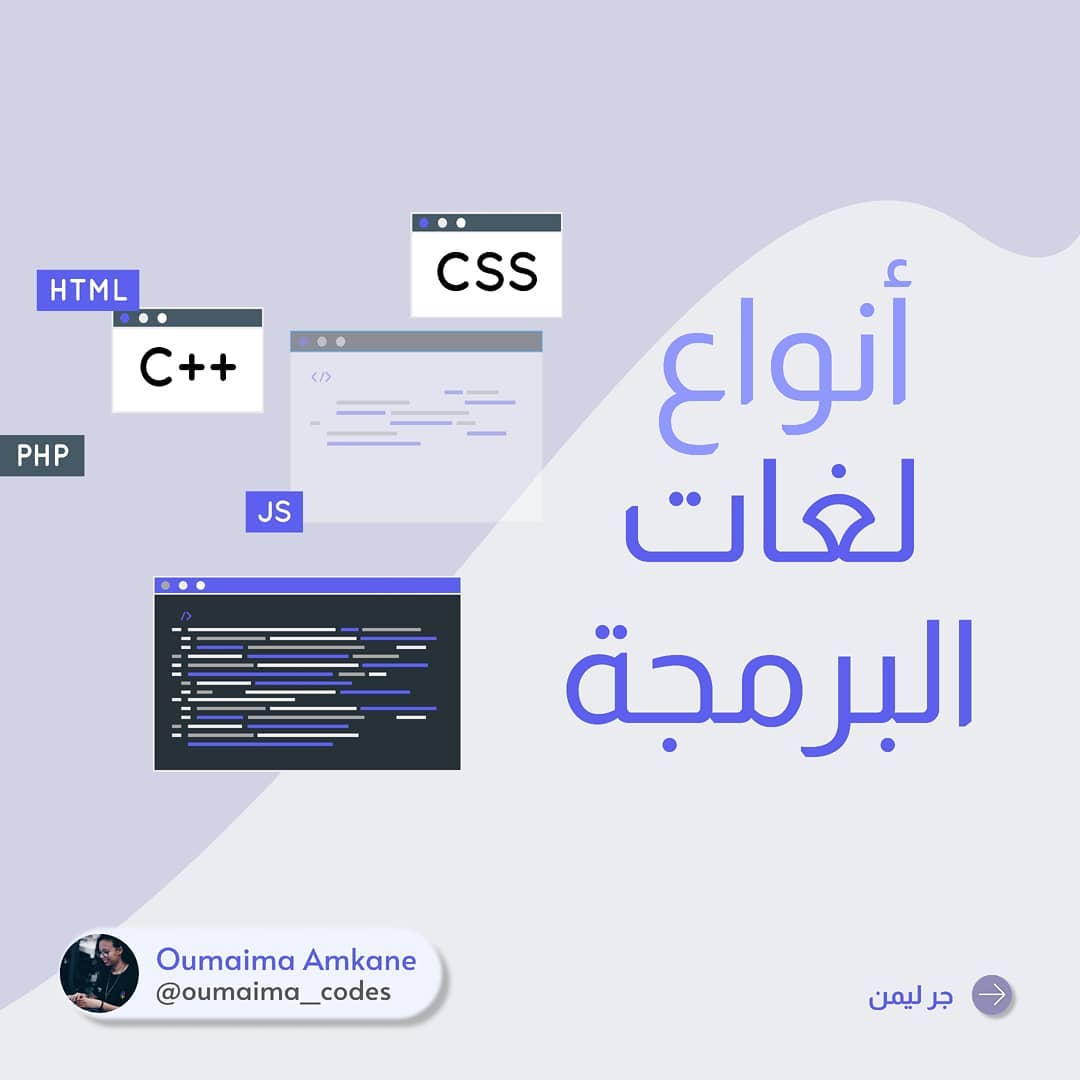 CSS
HTML
C++
</>
PHP
JS
/>
أنواع
لغات
البرمجة
Oumaima Amkane
@oumaima_codes
جر ليمن